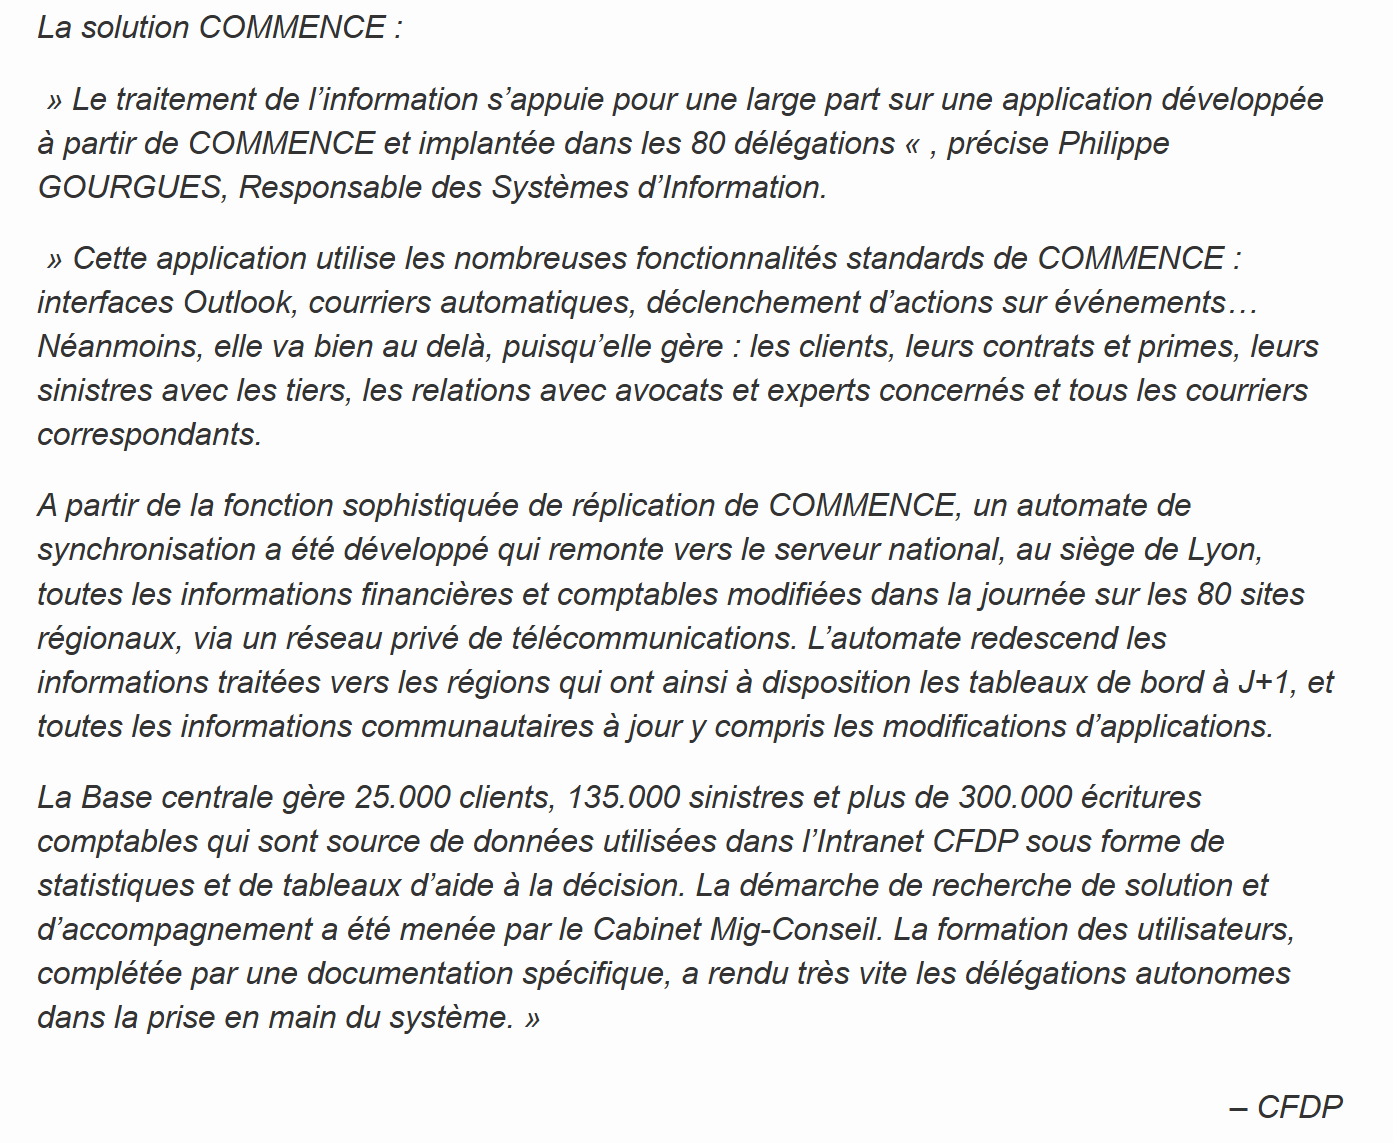 La solution COMMENCE :
» Le traitement de l’information s’appuie pour une large part sur une application développée
à partir de COMMENCE et implantée dans les 80 délégations « , précise Philippe
GOURGUES, Responsable des Systèmes d’Information.
» Cette application utilise les nombreuses fonctionnalités standards de COMMENCE :
interfaces Outlook, courriers automatiques, déclenchement d’actions sur événements…
Néanmoins, elle va bien au delà, puisqu’elle gère : les clients, leurs contrats et primes, leurs
sinistres avec les tiers, les relations avec avocats et experts concernés et tous les courriers
correspondants.
A partir de la fonction sophistiquée de réplication de COMMENCE, un automate de
synchronisation a été développé qui remonte vers le serveur national, au siège de Lyon,
toutes les informations financières et comptables modifiées dans la journée sur les 80 sites
régionaux, via un réseau privé de télécommunications. L’automate redescend les
informations traitées vers les régions qui ont ainsi à disposition les tableaux de bord à J+1, et
toutes les informations communautaires à jour y compris les modifications d’applications.
La Base centrale gère 25.000 clients, 135.000 sinistres et plus de 300.000 écritures
comptables qui sont source de données utilisées dans l’Intranet CFDP sous forme de
statistiques et de tableaux d’aide à la décision. La démarche de recherche de solution et
d’accompagnement a été menée par le Cabinet Mig-Conseil. La formation des utilisateurs,
complétée par une documentation spécifique, a rendu très vite les délégations autonomes
dans la prise en main du système. »
– CFDP